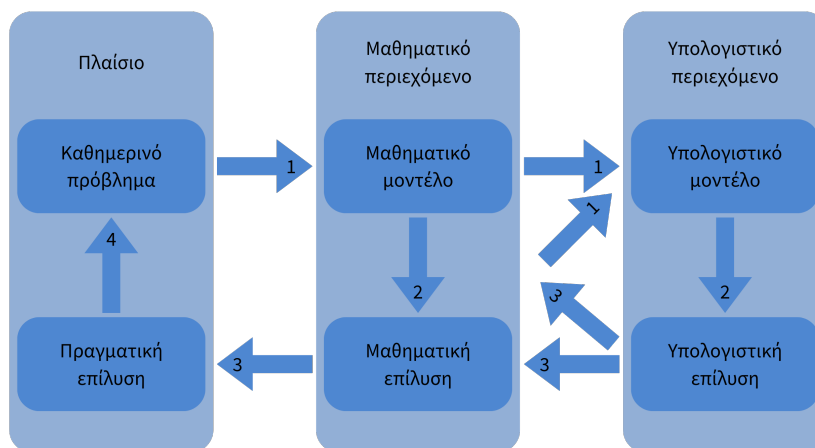 Πλαίσιο
Μαθηματικό
περιεχόμενο
Υπολογιστικό
περιεχόμενο
Καθημερινό
πρόβλημα
1
Μαθηματικό
μοντέλο
1
Υπολογιστικό
μοντέλο
1
4
2
2
3
Πραγματική
επίλυση
3
Μαθηματική
επίλυση
3
Υπολογιστική
επίλυση